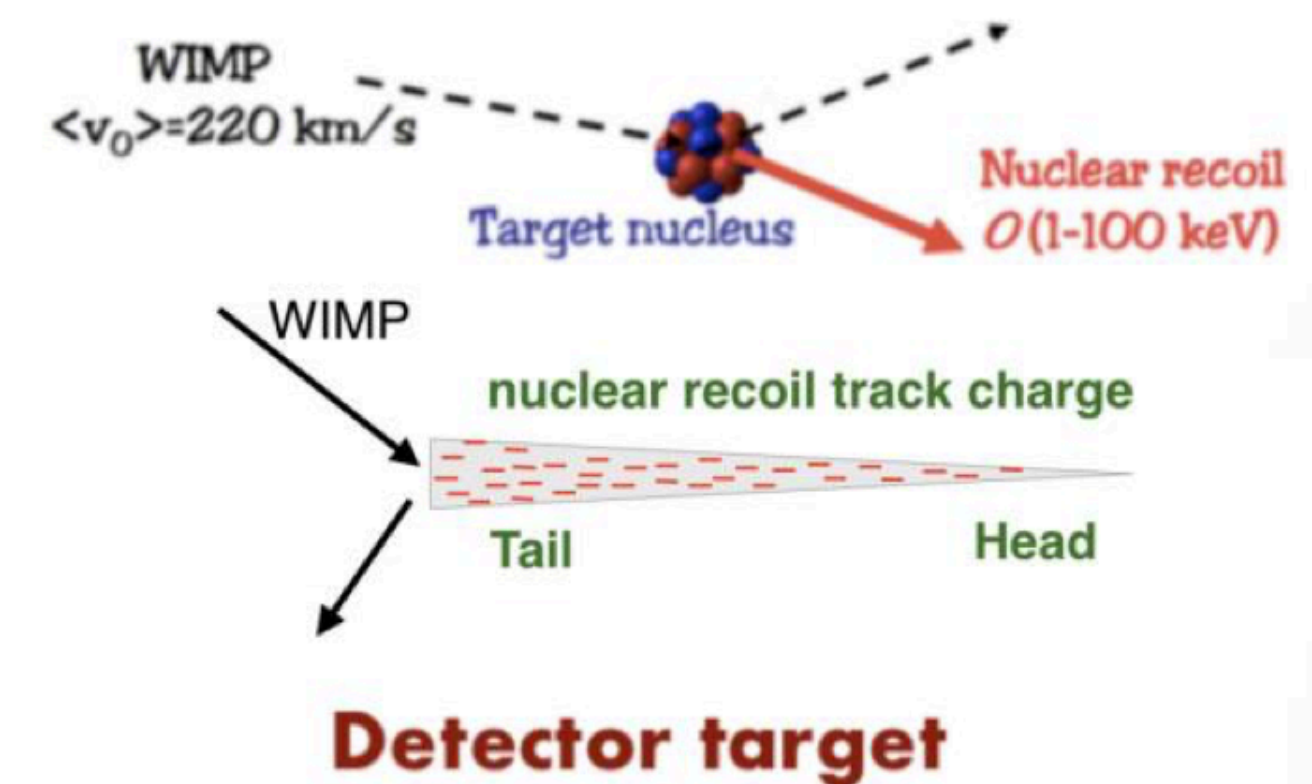 WIMP
<v₀>=220 km/s
Target nucleus
Nuclear recoil
O(1-100 keV)
WIMP
nuclear recoil track charge
Tail
Head
Detector target